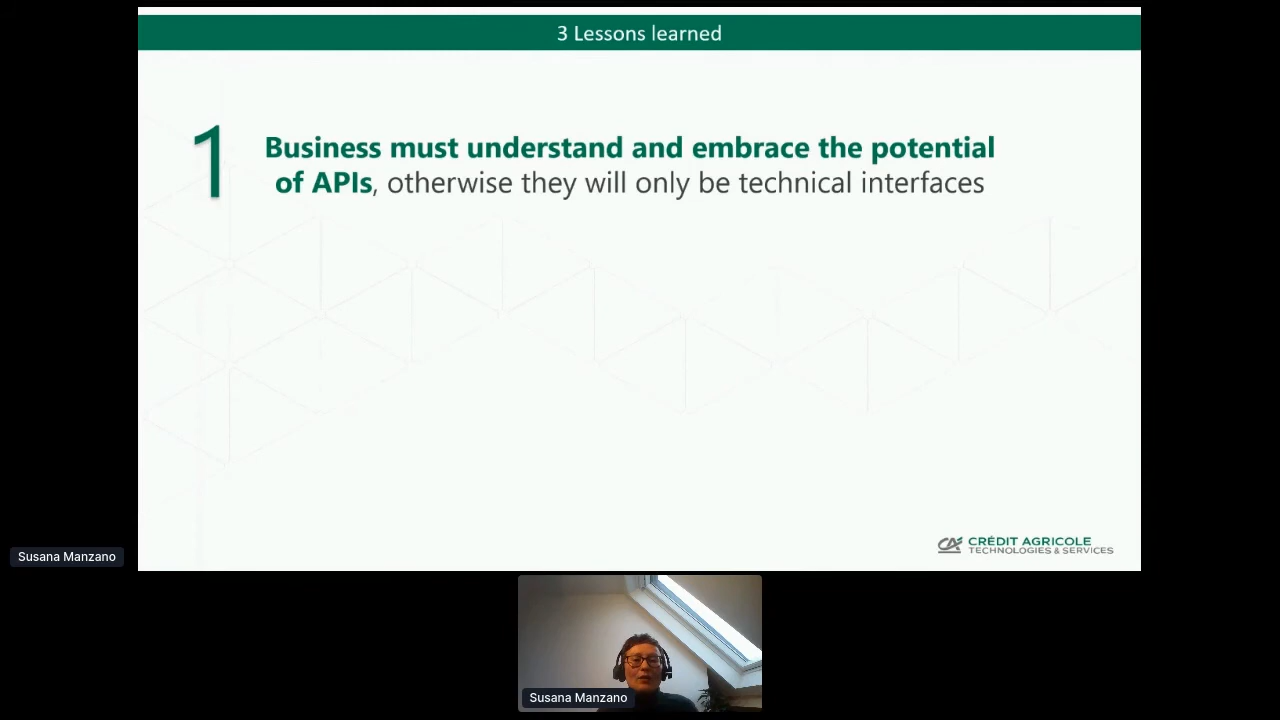 3 Lessons learned
1
Business must understand and embrace the potential
of APIs, otherwise they will only be technical interfaces
CRÉDIT AGRICOLE
TECHNOLOGIES & SERVICES
Susana Manzano
Susana Manzano